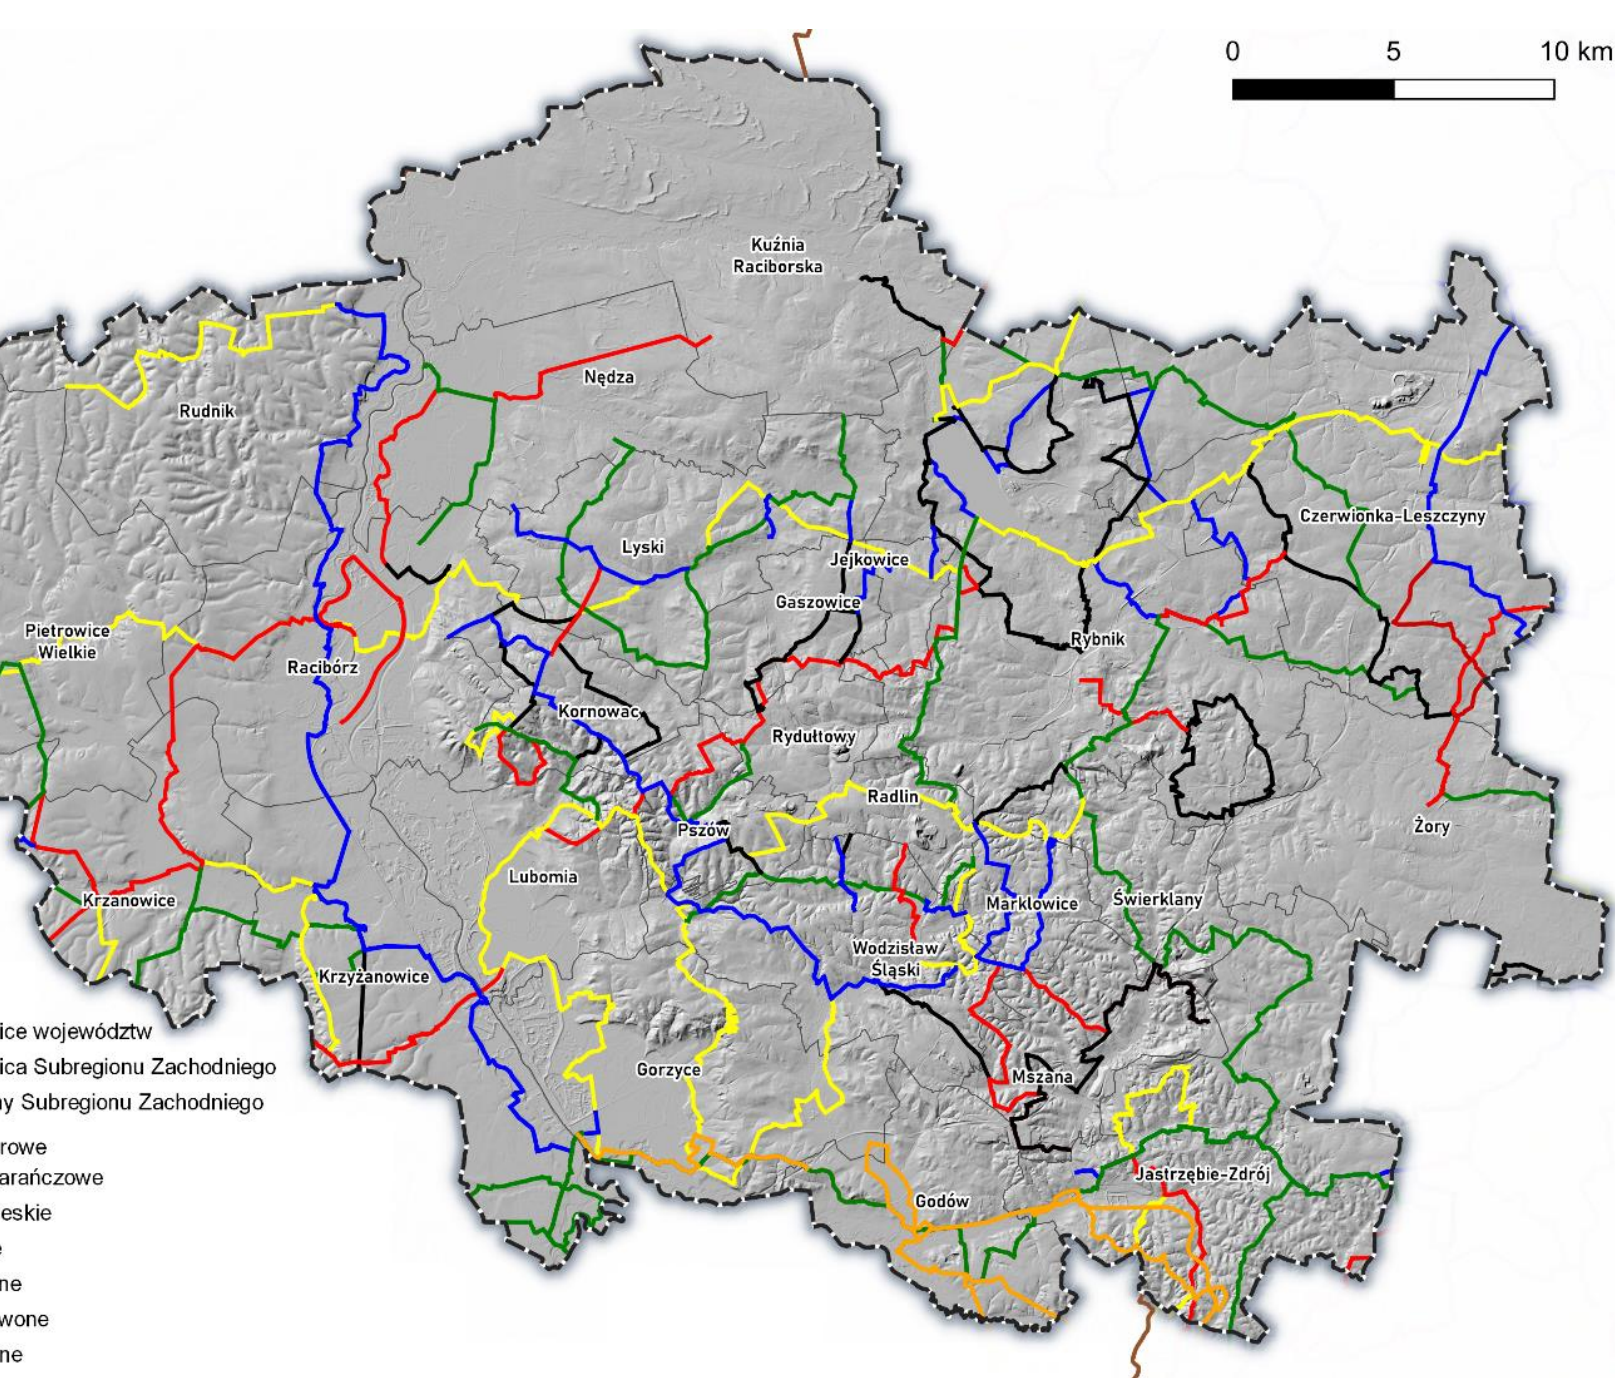 0 5 10 km
Kuźnia
Raciborska
Nędza
Rudnik
Czerwionka-Leszczyny
Lyski
Jejkowice
Gaszowice
Pietrowice
Wielkie
Rybnik
Racibórz
Kornowac
Rydułtowy
Radlin
Pszów
Żory
Lubomia
Krzanowice
Marklowice
Świerklany
Wodzisław
Śląski
Krzyżanowice
ice województw
ica Subregionu Zachodniego
Gorzyce
Mszana
ny Subregionu Zachodniego
rowe
arańczowe
Jastrzębie-Zdrój
Godów
eskie
e
ne
wone
ne